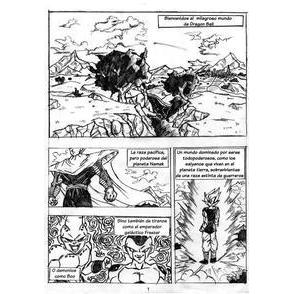 Bienvenidos al milagroso mundo
de Dragon Ball
La raza pacifica,
pero poderosa del
planeta Namek
Un mundo dominado por seres
todopoderosos, como los
saiyanos que viven en el
planeta tierra, sobrevivientes
de una raza extinta de guerreros
Sino también de tiranos
como el emperador
galáctico Freezer
O demonios
como Boo
1